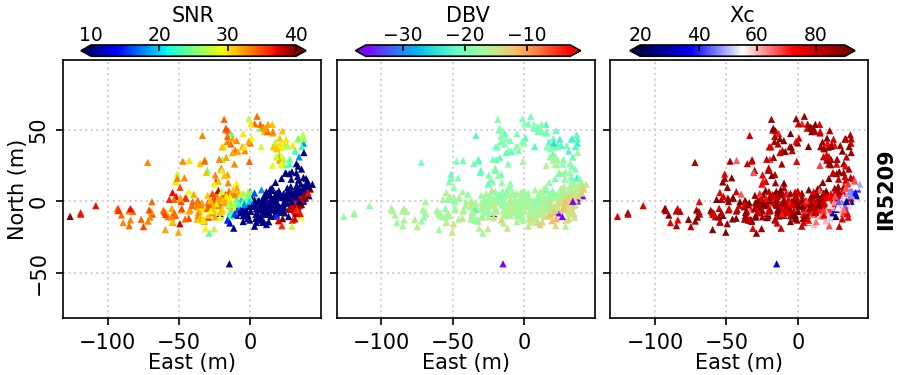 SNR
DBV
Xc
10 20 30 40
−30 −20 −10
20 40 60 80
50
0
−50
North (m)
−100 −50 0
−100 −50 0
−100 −50 0
East (m)
East (m)
East (m)
IR5209